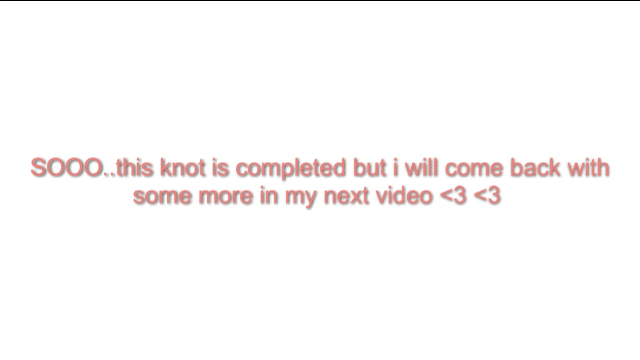 SOOO..this knot is completed but i will come back with
some more in my next video <3 <3